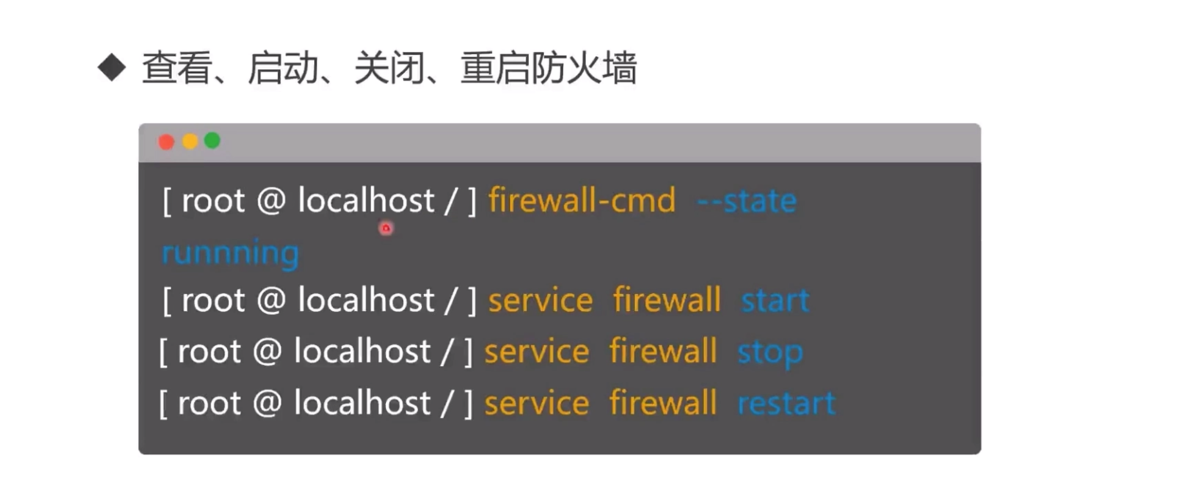 ◆ 查看、启动、关闭、重启防火墙
[ root @ localhost / ] firewall-cmd --state
runnning
[ root @ localhost / ] service firewall start
[ root @ localhost / ] service firewall stop
[ root @ localhost / ] service firewall restart